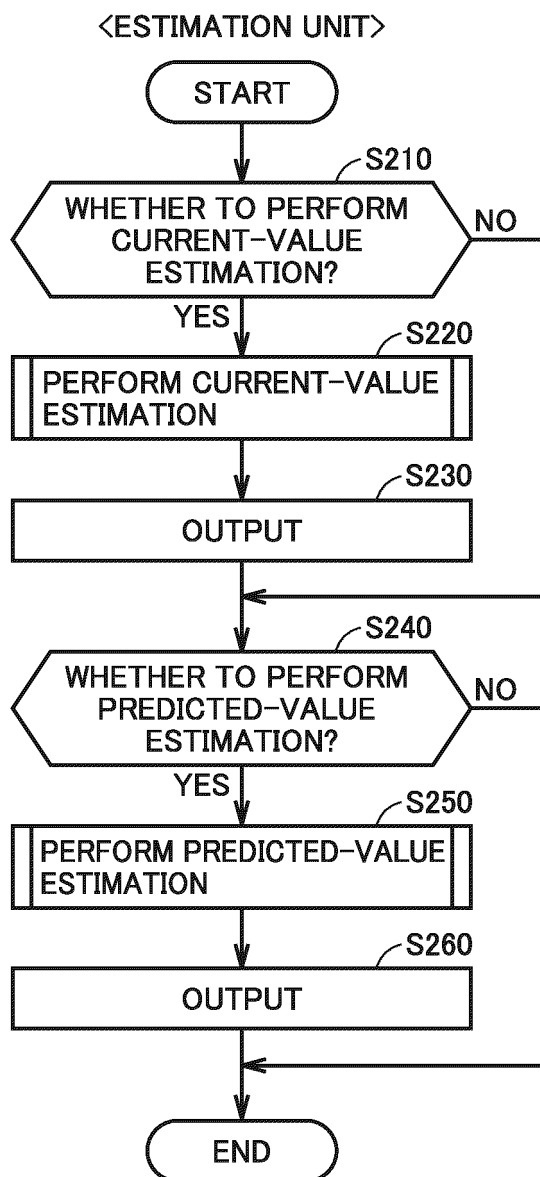 <ESTIMATION UNIT>
START
S210
WHETHER TO PERFORM
CURRENT-VALUE
ESTIMATION?
NO
YES
S220
PERFORM CURRENT-VALUE
ESTIMATION
S230
OUTPUT
S240
WHETHER TO PERFORM
PREDICTED-VALUE
ESTIMATION?
NO
YES
S250
PERFORM PREDICTED-VALUE
ESTIMATION
S260
OUTPUT
END